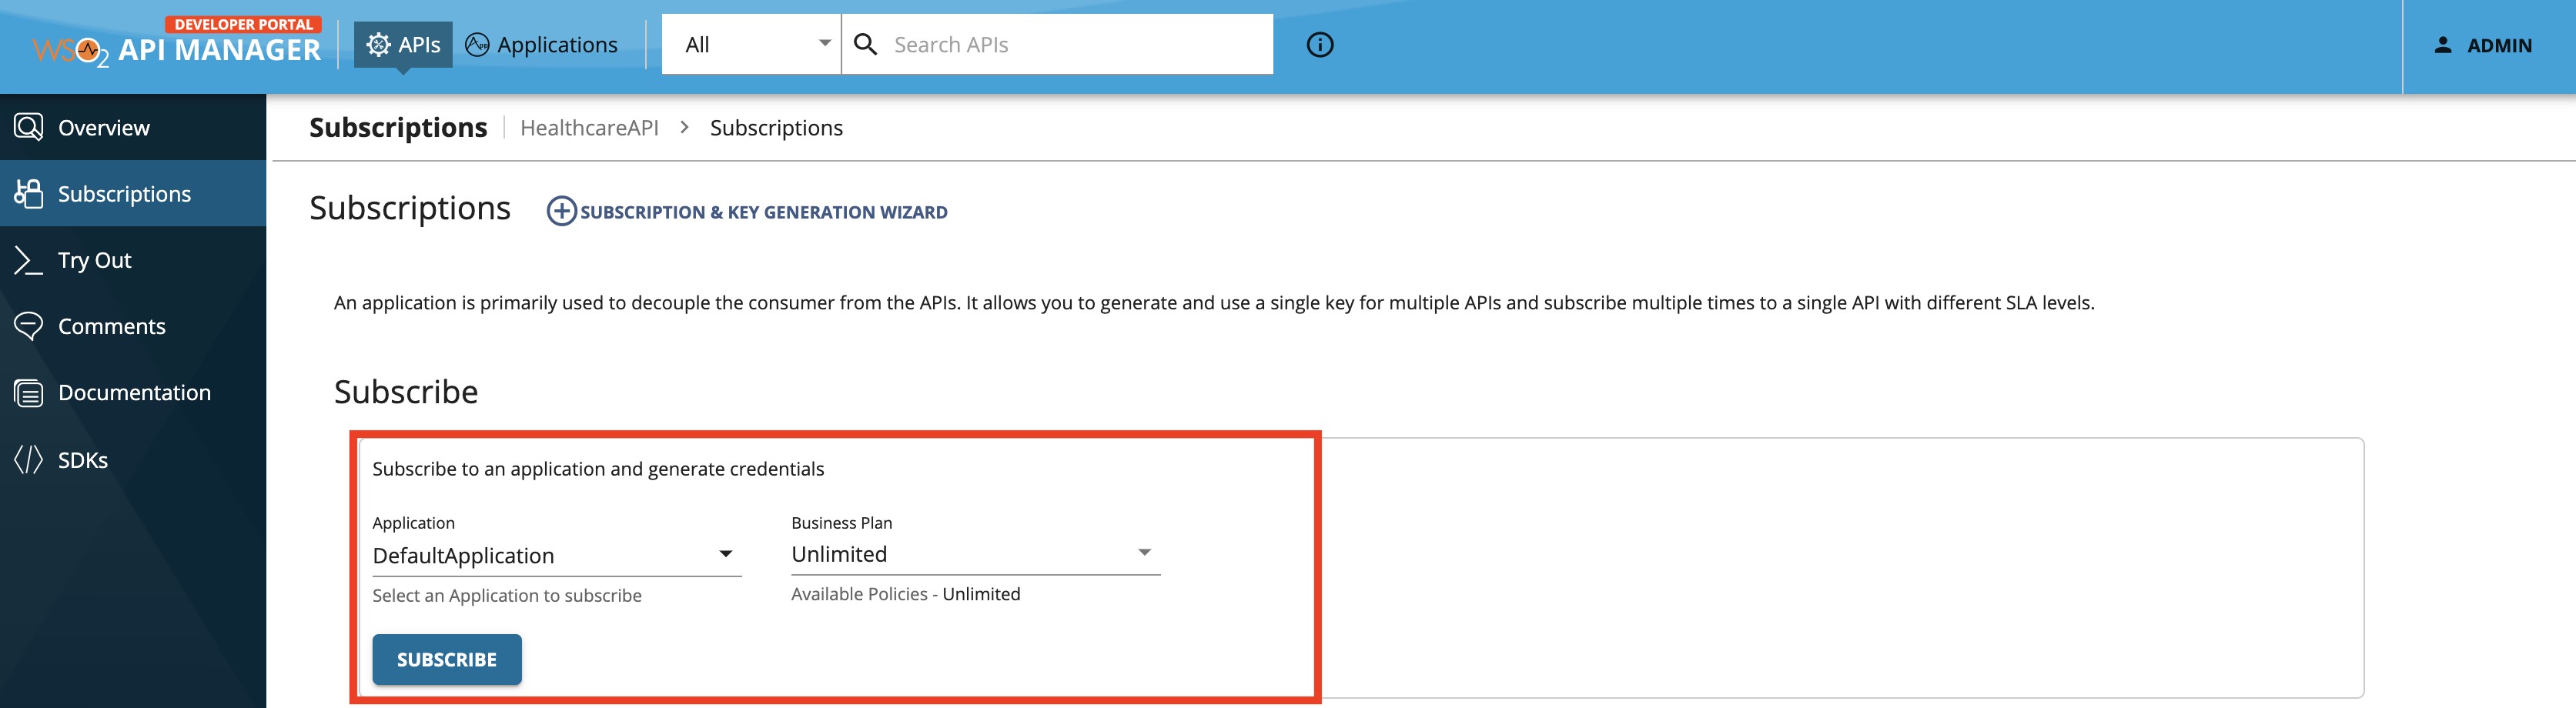 DEVELOPER PORTAL
WSO2 API MANAGER
APIs
App
Applications
All
Search APIs
ADMIN
Overview
Subscriptions
Try Out
Comments
Documentation
SDKs
Subscriptions
HealthcareAPI > Subscriptions
Subscriptions
SUBSCRIPTION & KEY GENERATION WIZARD
An application is primarily used to decouple the consumer from the APIs. It allows you to generate and use a single key for multiple APIs and subscribe multiple times to a single API with different SLA levels.
Subscribe
Subscribe to an application and generate credentials
Application
DefaultApplication
Select an Application to subscribe
Business Plan
Unlimited
Available Policies - Unlimited
SUBSCRIBE